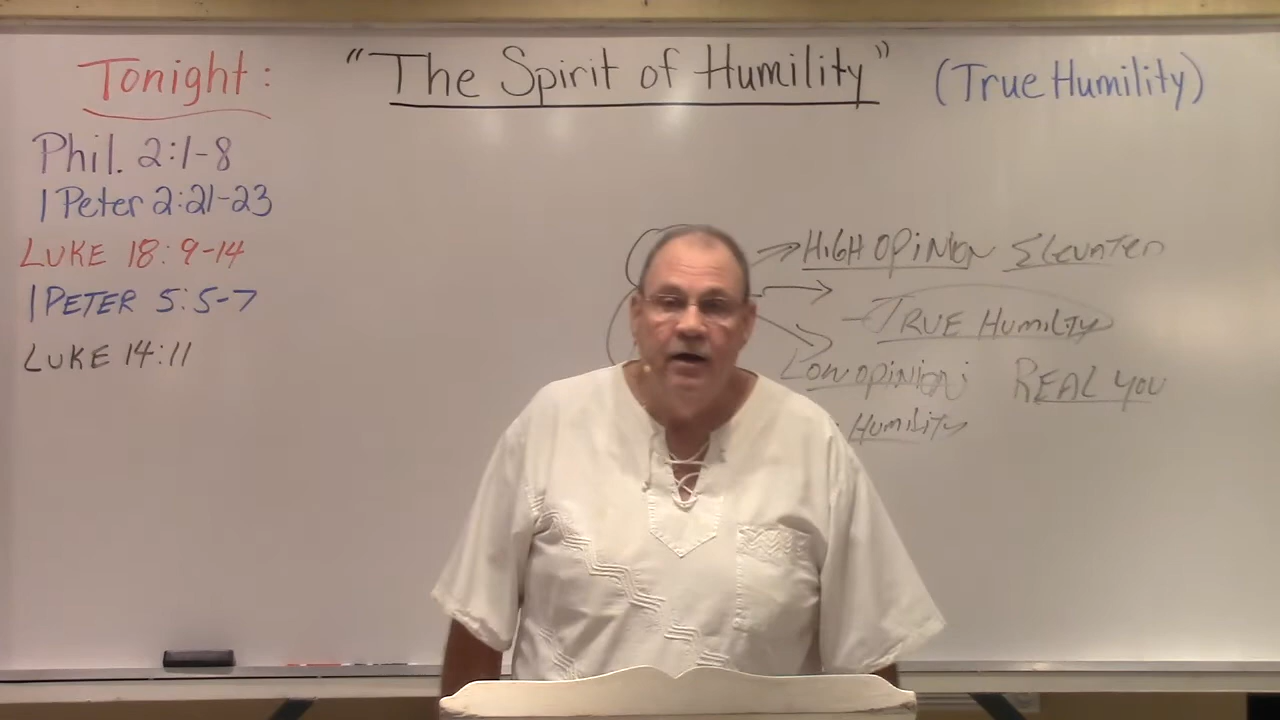 Tonight: "The Spirit of Humility" (True Humility)
Phil. 2:1-8
1 Peter 2:21-23
LUKE 18:9-14
1 PETER 5:5-7
LUKE 14:11
HIGH OPINION ELEVATED
TRUE HUMILITY
LOW OPINION REAL YOU
HUMILITY